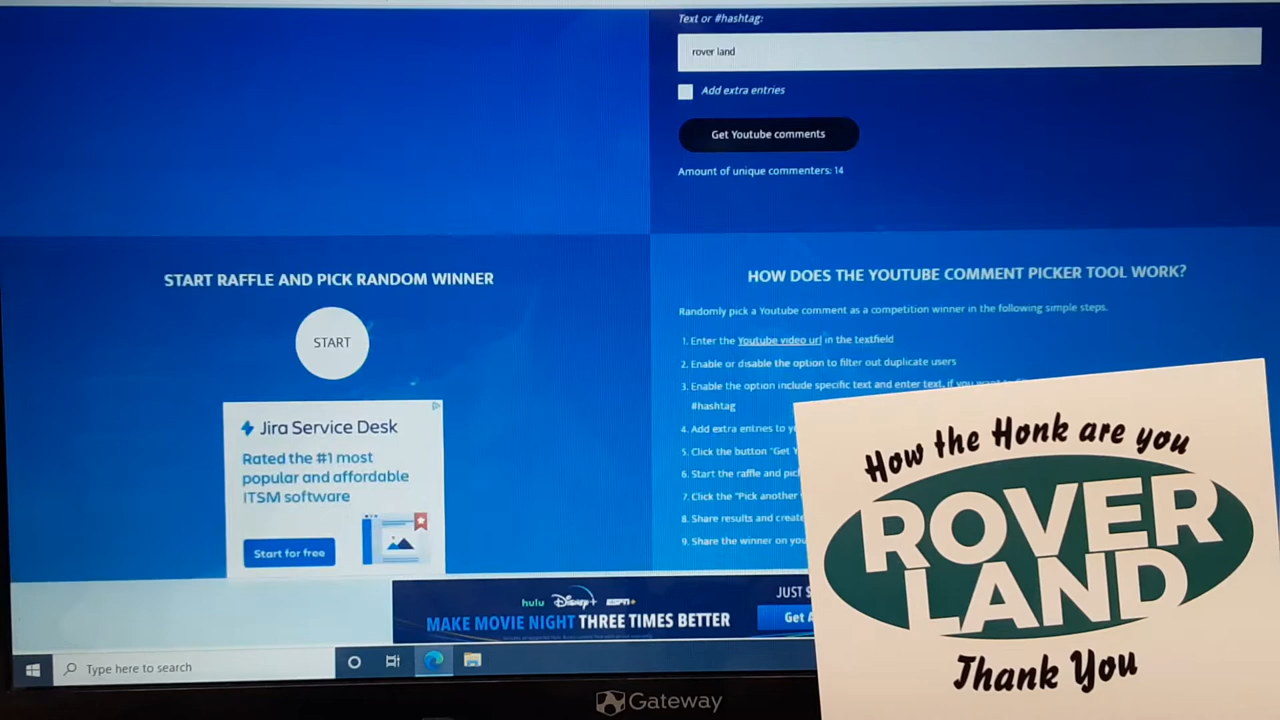 Text or #hashtag:
rover land
Add extra entries
Get Youtube comments
Amount of unique commenters: 14
START RAFFLE AND PICK RANDOM WINNER
START
Jira Service Desk
Rated the #1 most
popular and affordable
ITSM software
Start for free
HOW DOES THE YOUTUBE COMMENT PICKER TOOL WORK?
Randomly pick a Youtube comment as a competition winner in the following simple steps.
1. Enter the Youtube video url in the textfield
2. Enable or disable the option to filter out duplicate users
3. Enable the option include specific text and enter text, if you want
#hashtag
4. Add extra entries to
5. Click the button "Get
6. Start the raffle and
7. Click the "Pick another
8. Share results and create
9. Share the winner on
How the Honk are you
ROVER
LAND
Thank You
hulu Disney+ ESPN+
MAKE MOVIE NIGHT THREE TIMES BETTER
JUST
Get
Type here to search
Gateway